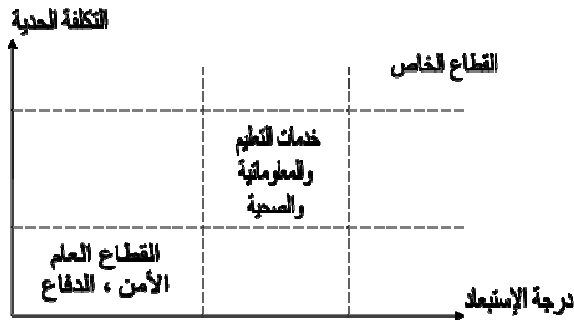 التكلفة الحدية
القطاع الخاص
خدمات التعليم
والمعلوماتية
والصحية
القطاع العام
الأمن ، الدفاع
درجة الإستبعاد